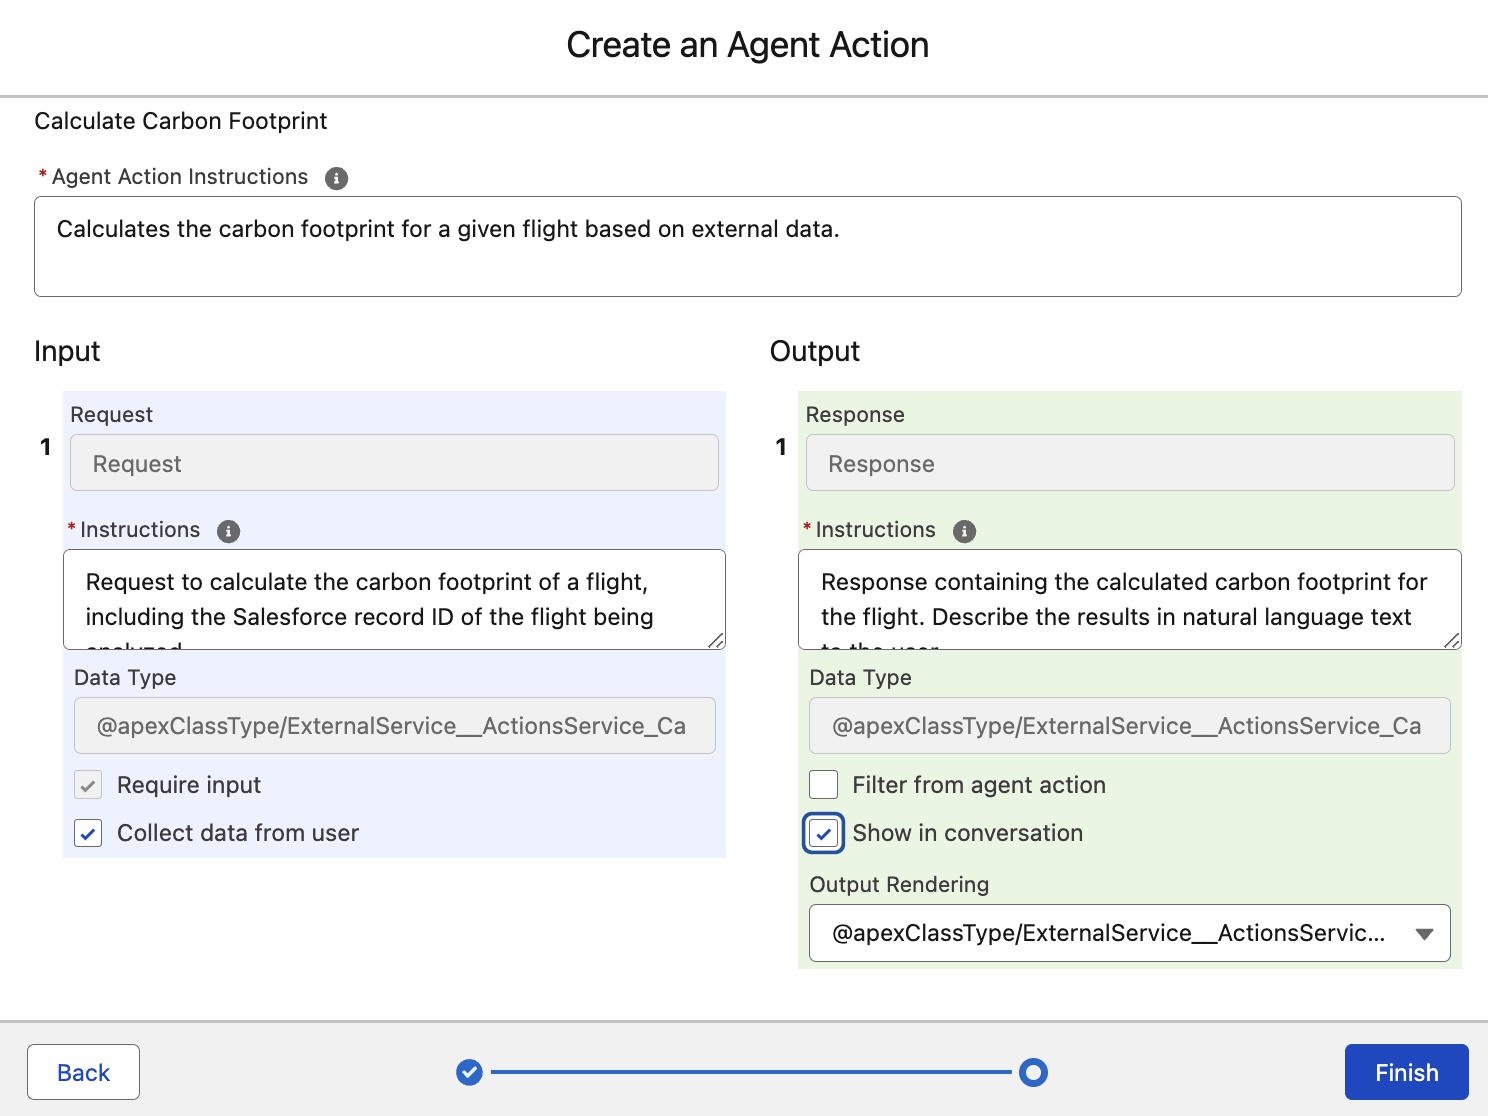 Create an Agent Action
Calculate Carbon Footprint
* Agent Action Instructions
Calculates the carbon footprint for a given flight based on external data.
Input
Output
1
Request
Request
* Instructions
Request to calculate the carbon footprint of a flight,
including the Salesforce record ID of the flight being
analyzed
Data Type
@apexClassType/ExternalService__ActionsService_Ca
Require input
Collect data from user
1
Response
Response
* Instructions
Response containing the calculated carbon footprint for
the flight. Describe the results in natural language text
to the user
Data Type
@apexClassType/ExternalService__ActionsService_Ca
Filter from agent action
Show in conversation
Output Rendering
@apexClassType/ExternalService__ActionsServic...
Back
Finish